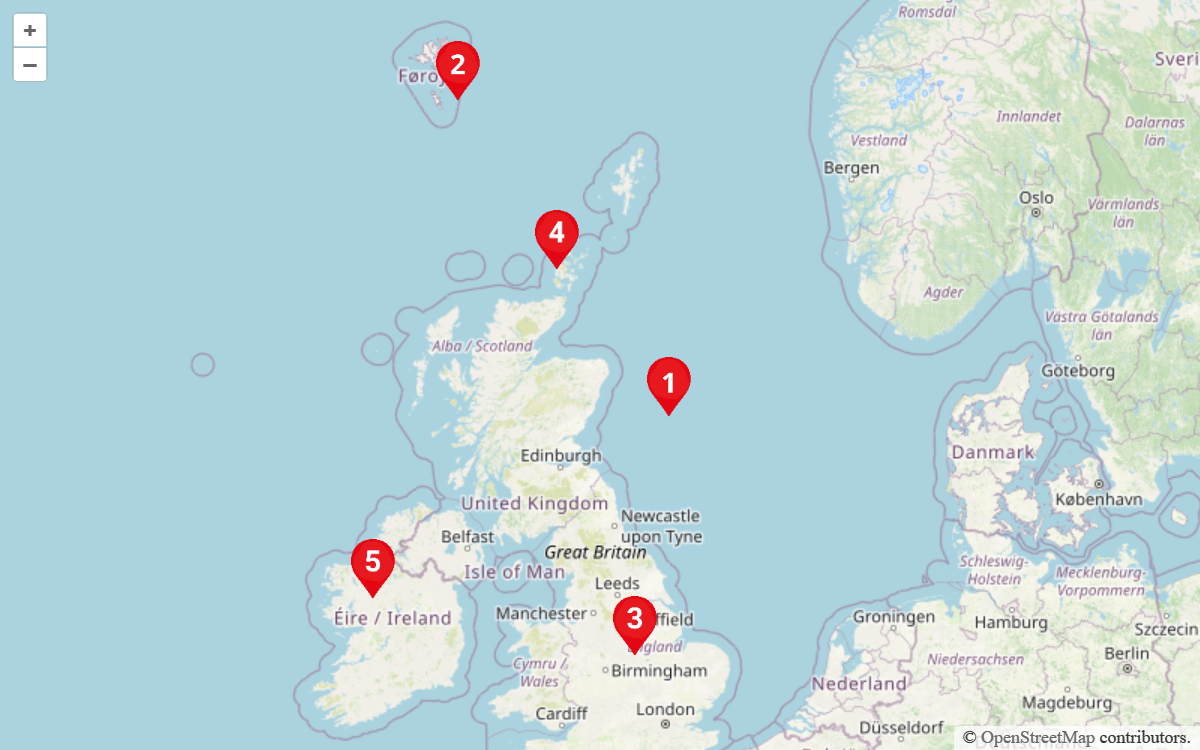 +
−
Romsdal
Sveri
2
Førøy
Innlandet
Dalarnas
län
Vestland
Bergen
Oslo
Värmlands
län
4
Agder
Västra Götalands
län
Alba / Scotland
Göteborg
1
Danmark
Edinburgh
København
United Kingdom
Newcastle
upon Tyne
Belfast
Great Britain
5
Isle of Man
Schleswig-
Holstein
Mecklenburg-
Vorpommern
Leeds
Manchester
3
ffield
Éire / Ireland
Groningen
Hamburg
Szczecin
England
Berlin
Cymru /
Wales
Birmingham
Niedersachsen
Nederland
Magdeburg
Cardiff
London
Düsseldorf
© OpenStreetMap contributors.